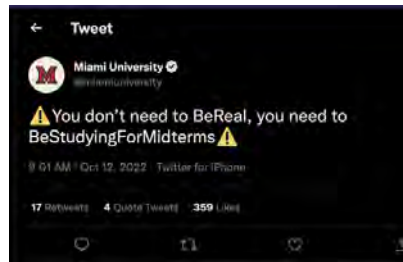 Tweet
Miami University
@miamiuniversity
⚠️You don't need to BeReal, you need to
BeStudyingForMidterms⚠️
9:01 AM · Oct 12, 2022 · Twitter for iPhone
17 Retweets 4 Quote Tweets 359 Likes